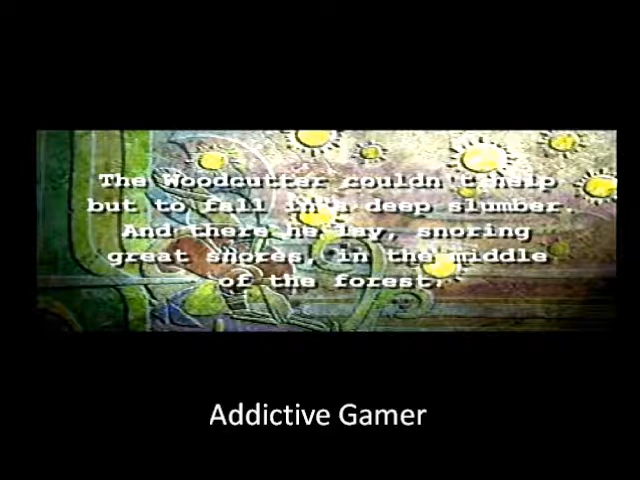 The Woodcutter couldn't help
but to fall in a deep slumber.
And there he lay, snoring
great snores, in the middle
of the forest,
Addictive Gamer